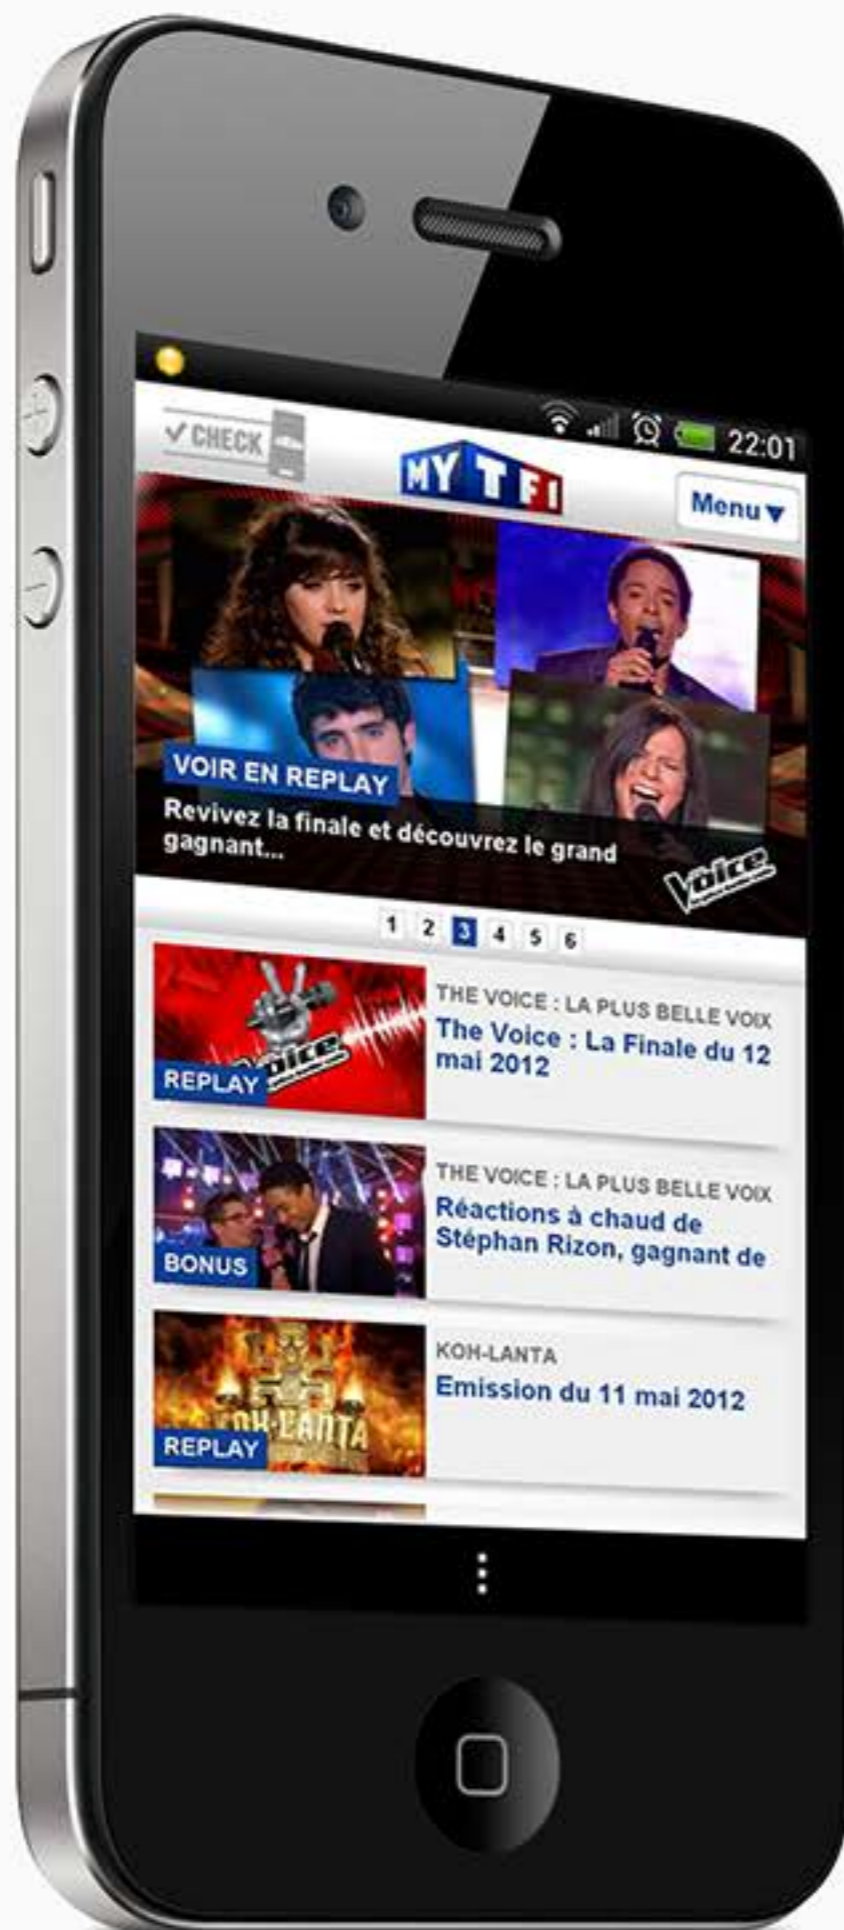 22:01
✓ CHECK
MY TF1
Menu▼
VOIR EN REPLAY
Revivez la finale et découvrez le grand
gagnant...
Voice
1 2 3 4 5 6
Voice
REPLAY
THE VOICE : LA PLUS BELLE VOIX
The Voice : La Finale du 12
mai 2012
BONUS
THE VOICE : LA PLUS BELLE VOIX
Réactions à chaud de
Stéphan Rizon, gagnant de
KOH-LANTA
REPLAY
KOH-LANTA
Emission du 11 mai 2012